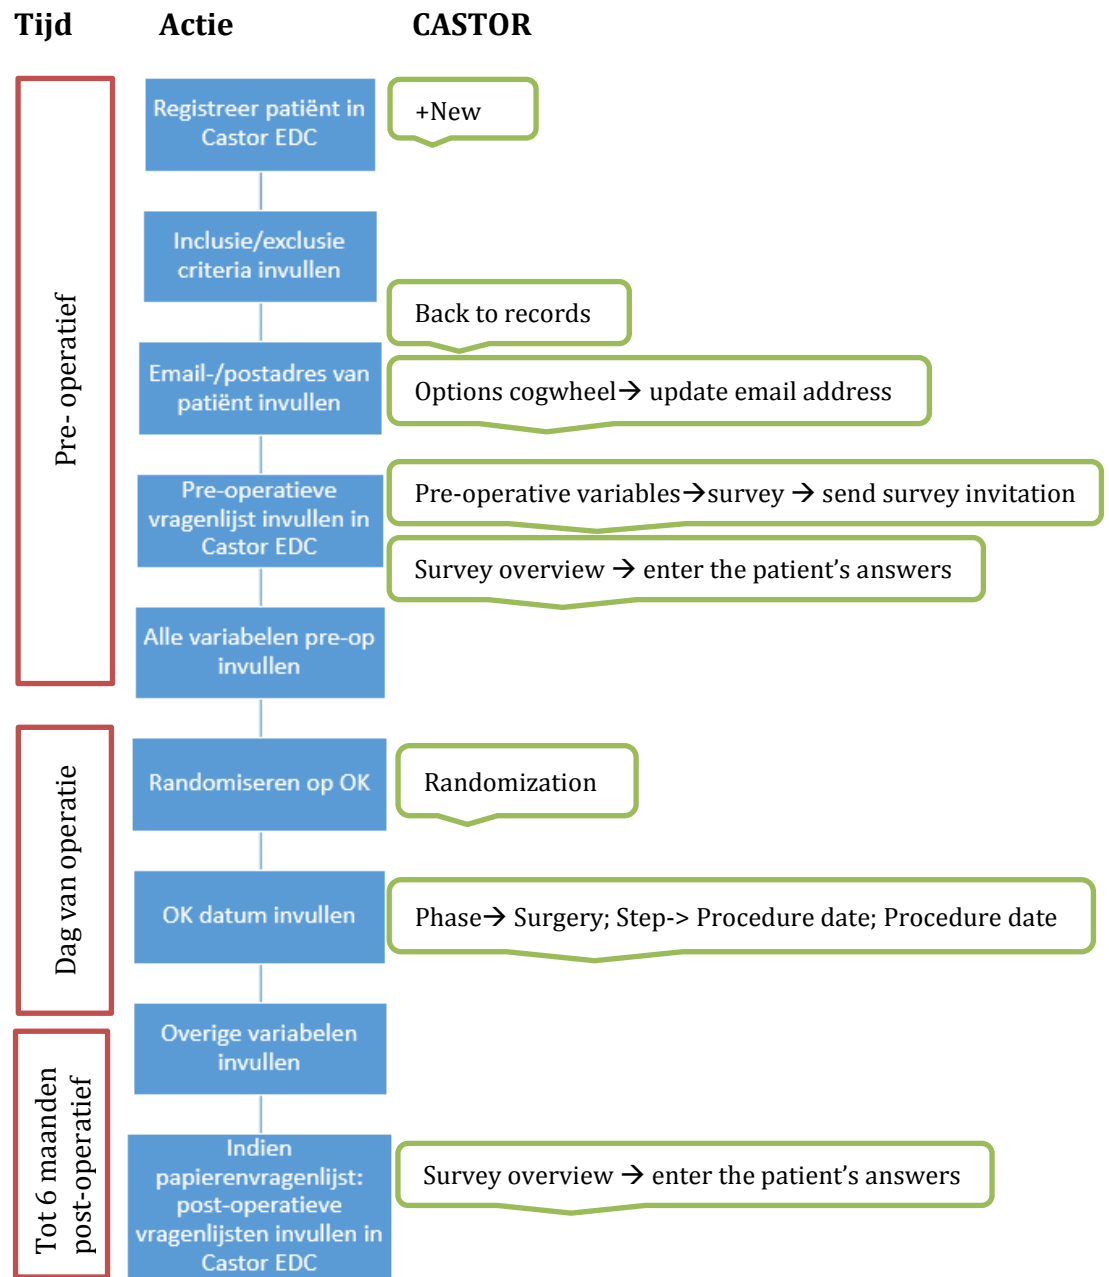 Tijd Actie CASTOR
Pre- operatief
Registreer patiënt in
Castor EDC
+New
Inclusie/exclusie
criteria invullen
Back to records
Email-/postadres van
patiënt invullen
Options cogwheel→ update email address
Pre-operatieve
vragenlijst invullen in
Castor EDC
Pre-operative variables→survey → send survey invitation
Survey overview → enter the patient’s answers
Alle variabelen pre-op
invullen
Dag van operatie
Randomiseren op OK
Randomization
OK datum invullen
Phase→ Surgery; Step-> Procedure date; Procedure date
Tot 6 maanden
post-operatief
Overige variabelen
invullen
Indien
papierenvragenlijst:
post-operatieve
vragenlijsten invullen in
Castor EDC
Survey overview → enter the patient’s answers